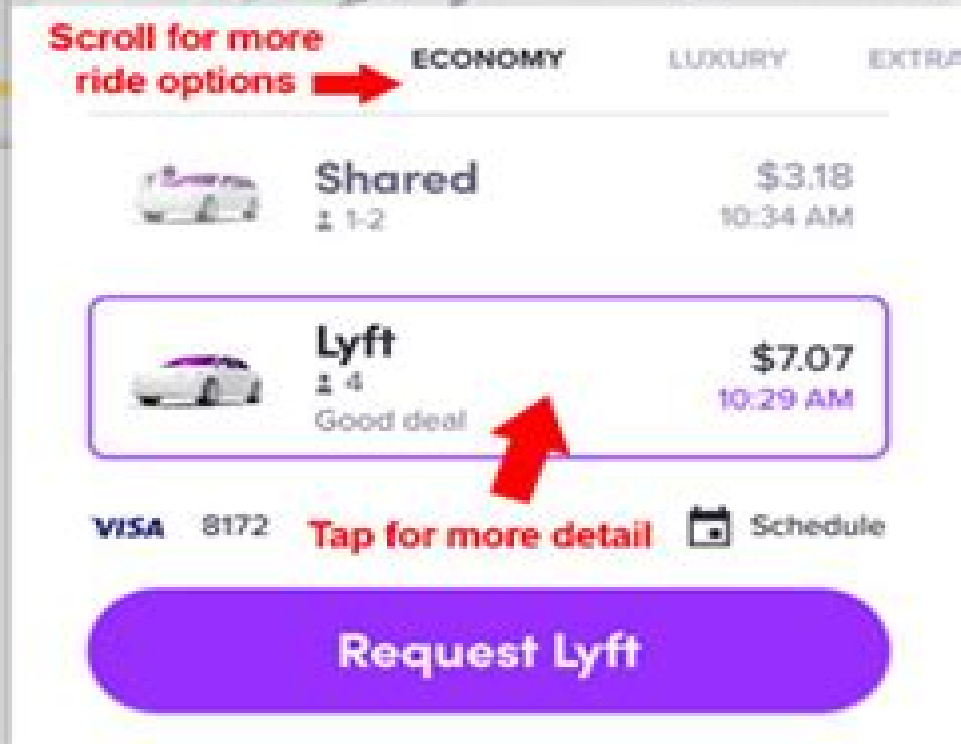 Scroll for more
ride options
ECONOMY LUXURY EXTRA
Shared $3.18
1-2 10:34 AM
Lyft $7.07
4 10:29 AM
Good deal
VISA 8172 Tap for more detail Schedule
Request Lyft